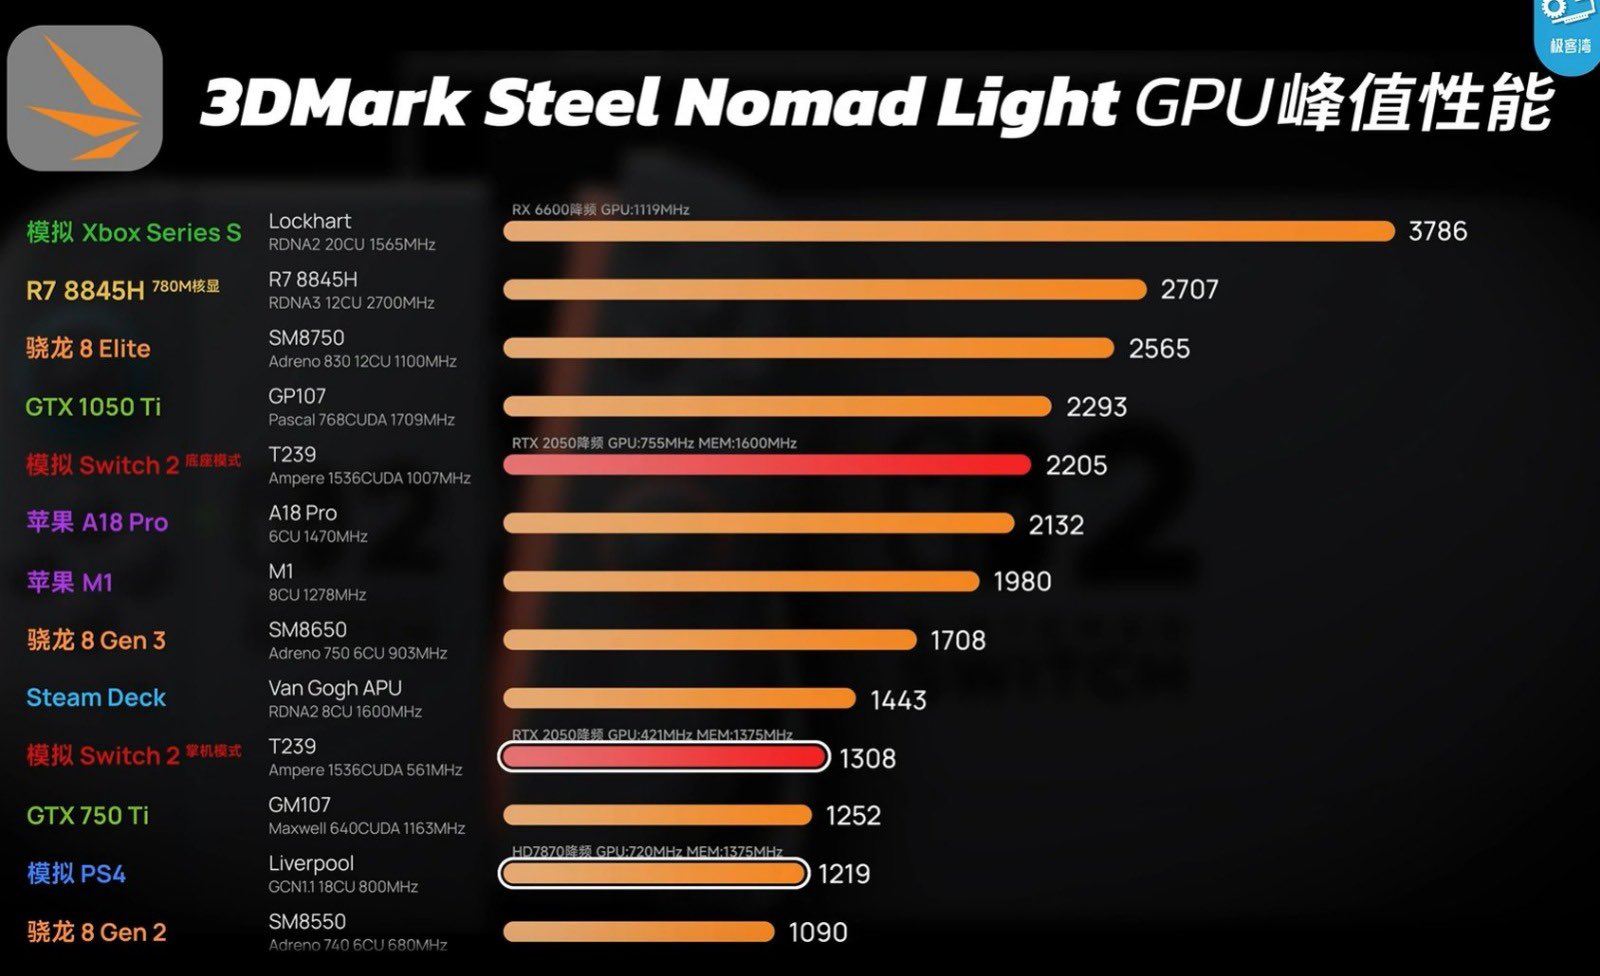 极客湾
3DMark Steel Nomad Light GPU峰值性能
模拟 Xbox Series S
Lockhart
RDNA2 20CU 1565MHz
RX 6600降频 GPU:1119MHz
3786
R7 8845H 780M核显
R7 8845H
RDNA3 12CU 2700MHz
2707
骁龙 8 Elite
SM8750
Adreno 830 12CU 1100MHz
2565
GTX 1050 Ti
GP107
Pascal 768CUDA 1709MHz
2293
模拟 Switch 2 底座模式
T239
Ampere 1536CUDA 1007MHz
RTX 2050降频 GPU:755MHz MEM:1600MHz
2205
苹果 A18 Pro
A18 Pro
6CU 1470MHz
2132
苹果 M1
M1
8CU 1278MHz
1980
骁龙 8 Gen 3
SM8650
Adreno 750 6CU 903MHz
1708
Steam Deck
Van Gogh APU
RDNA2 8CU 1600MHz
1443
模拟 Switch 2 掌机模式
T239
Ampere 1536CUDA 561MHz
RTX 2050降频 GPU:421MHz MEM:1375MHz
1308
GTX 750 Ti
GM107
Maxwell 640CUDA 1163MHz
1252
模拟 PS4
Liverpool
GCN1.1 18CU 800MHz
HD7870降频 GPU:720MHz MEM:1375MHz
1219
骁龙 8 Gen 2
SM8550
Adreno 740 6CU 680MHz
1090